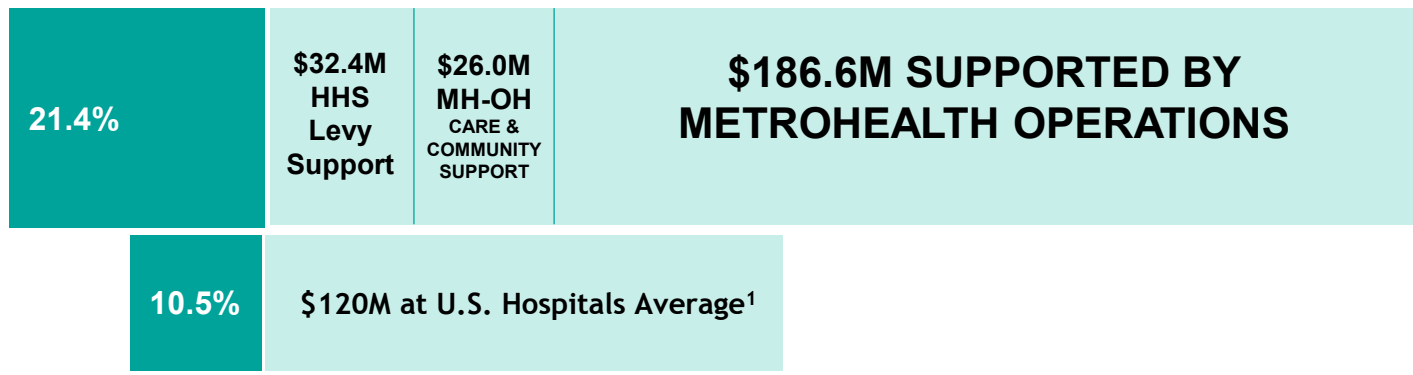 21.4%
$32.4M
HHS
Levy
Support
$26.0M
MH-OH
CARE &
COMMUNITY
SUPPORT
$186.6M SUPPORTED BY
METROHEALTH OPERATIONS
10.5%
$120M at U.S. Hospitals Average¹